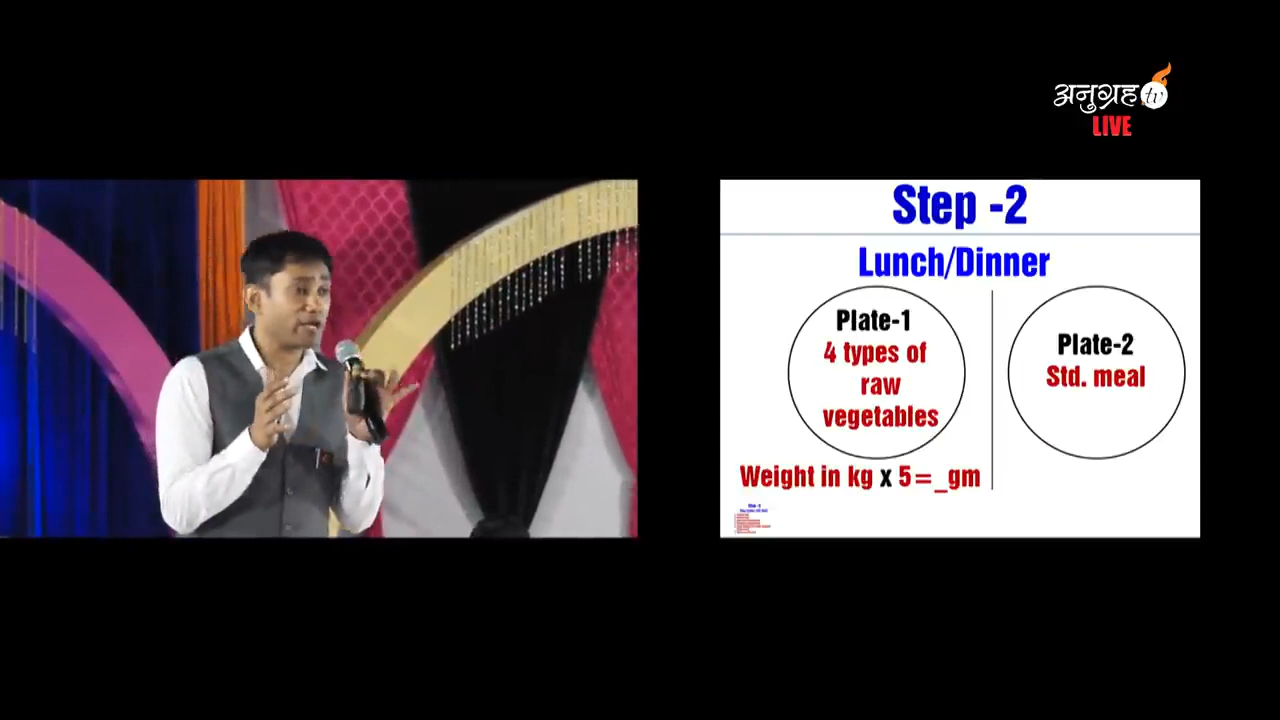 अनुग्रह tv
LIVE
Step -2
Lunch/Dinner
Plate-1
4 types of
raw
vegetables
Plate-2
Std. meal
Weight in kg x 5=_gm